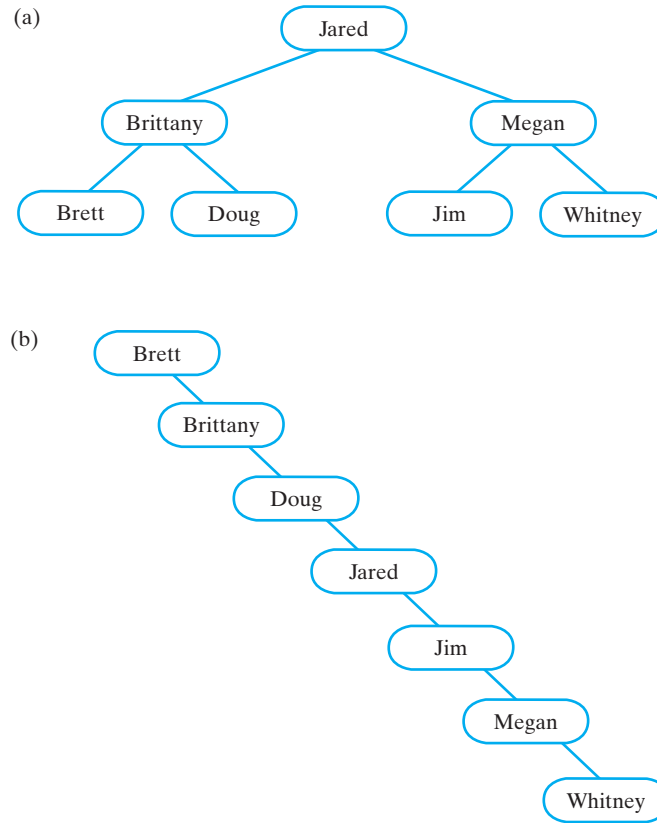 (a)
Jared
Brittany Megan
Brett Doug Jim Whitney
(b)
Brett
Brittany
Doug
Jared
Jim
Megan
Whitney